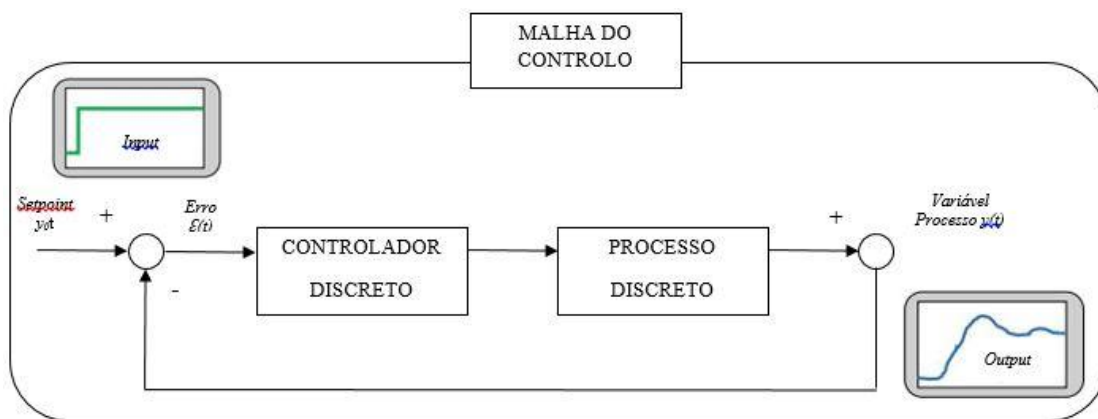 MALHA DO
CONTROLO
Input
Setpoint
y₀t
+
Erro
Ɛ(t)
-
CONTROLADOR
DISCRETO
PROCESSO
DISCRETO
+
Variável
Processo y(t)
Output